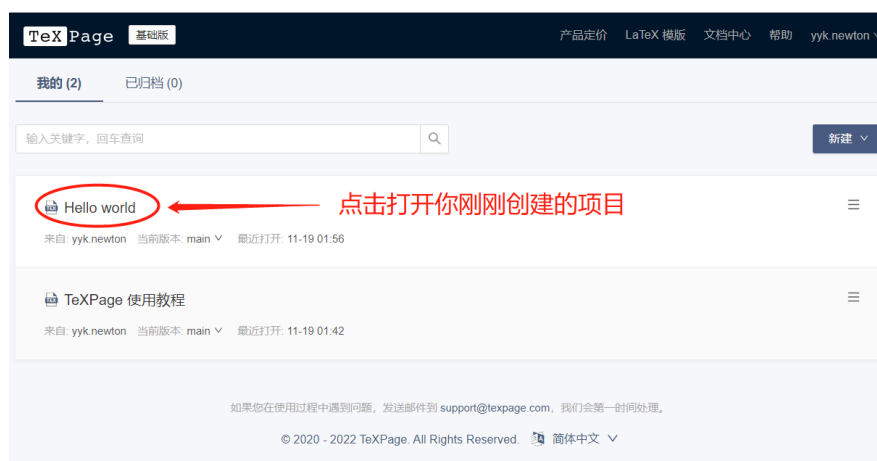 TeX Page 基础版 产品定价 LaTeX 模版 文档中心 帮助 yyk.newton
我的 (2) 已归档 (0)
输入关键字，回车查询
新建
Hello world 点击打开你刚刚创建的项目
来自: yyk.newton 当前版本: main 最近打开: 11-19 01:56
TeXPage 使用教程
来自: yyk.newton 当前版本: main 最近打开: 11-19 01:42
如果您在使用过程中遇到问题，发送邮件到 support@texpage.com，我们会第一时间处理。
© 2020 - 2022 TeXPage. All Rights Reserved. 简体中文